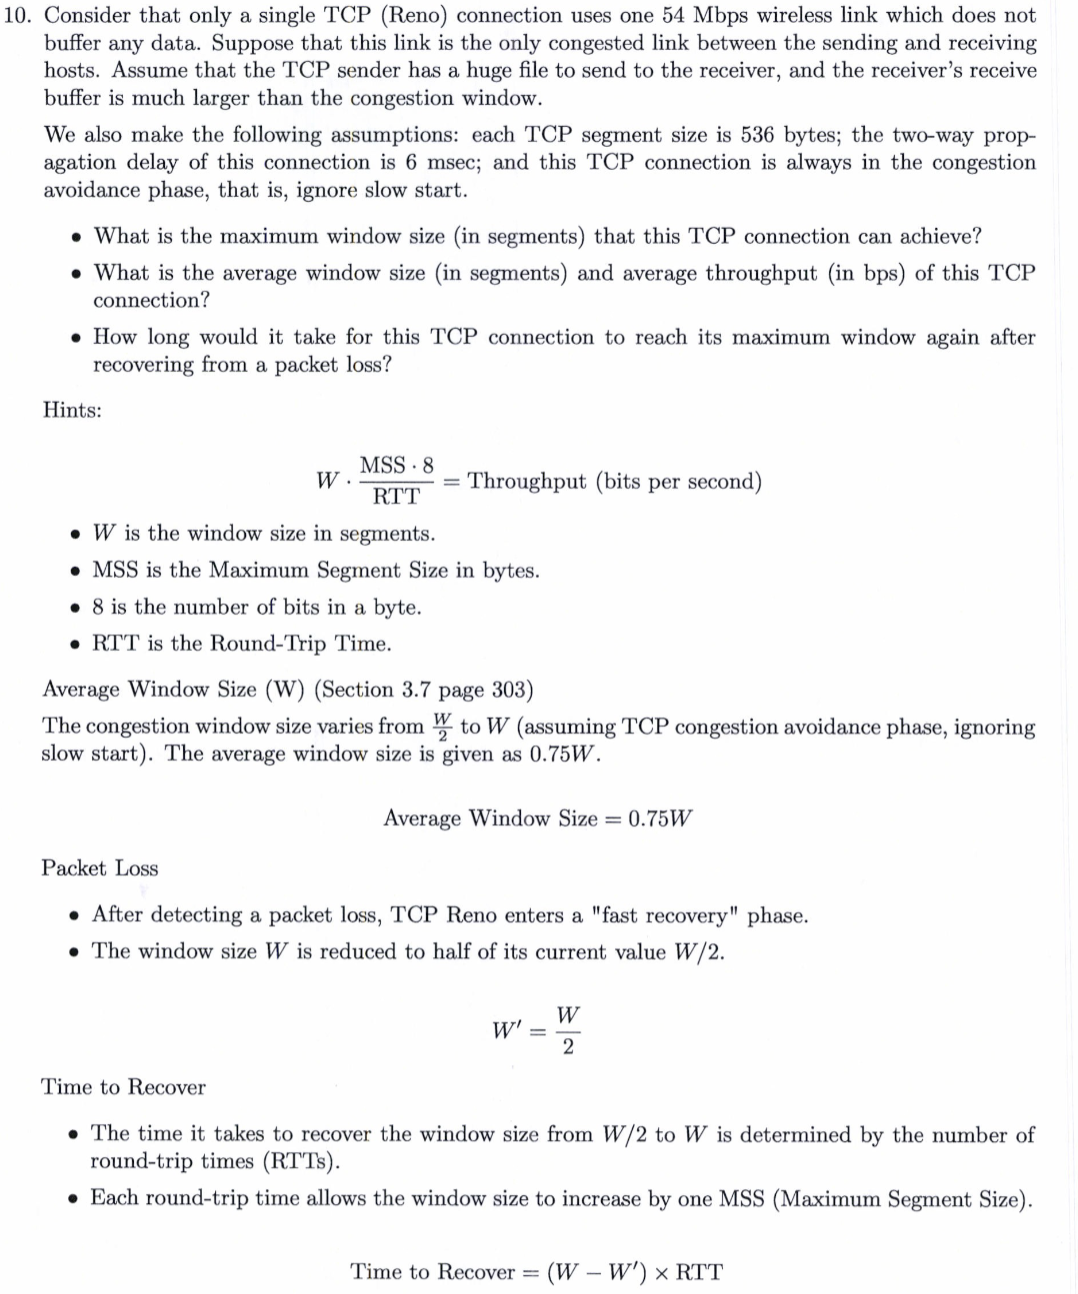 10. Consider that only a single TCP (Reno) connection uses one 54 Mbps wireless link which does not
buffer any data. Suppose that this link is the only congested link between the sending and receiving
hosts. Assume that the TCP sender has a huge file to send to the receiver, and the receiver's receive
buffer is much larger than the congestion window.
We also make the following assumptions: each TCP segment size is 536 bytes; the two-way prop-
agation delay of this connection is 6 msec; and this TCP connection is always in the congestion
avoidance phase, that is, ignore slow start.
• What is the maximum window size (in segments) that this TCP connection can achieve?
• What is the average window size (in segments) and average throughput (in bps) of this TCP
connection?
• How long would it take for this TCP connection to reach its maximum window again after
recovering from a packet loss?
Hints:
W · MSS · 8 / RTT = Throughput (bits per second)
• W is the window size in segments.
• MSS is the Maximum Segment Size in bytes.
• 8 is the number of bits in a byte.
• RTT is the Round-Trip Time.
Average Window Size (W) (Section 3.7 page 303)
The congestion window size varies from W/2 to W (assuming TCP congestion avoidance phase, ignoring
slow start). The average window size is given as 0.75W.
Average Window Size = 0.75W
Packet Loss
• After detecting a packet loss, TCP Reno enters a "fast recovery" phase.
• The window size W is reduced to half of its current value W/2.
W′ = W/2
Time to Recover
• The time it takes to recover the window size from W/2 to W is determined by the number of
round-trip times (RTTs).
• Each round-trip time allows the window size to increase by one MSS (Maximum Segment Size).
Time to Recover = (W − W′) × RTT